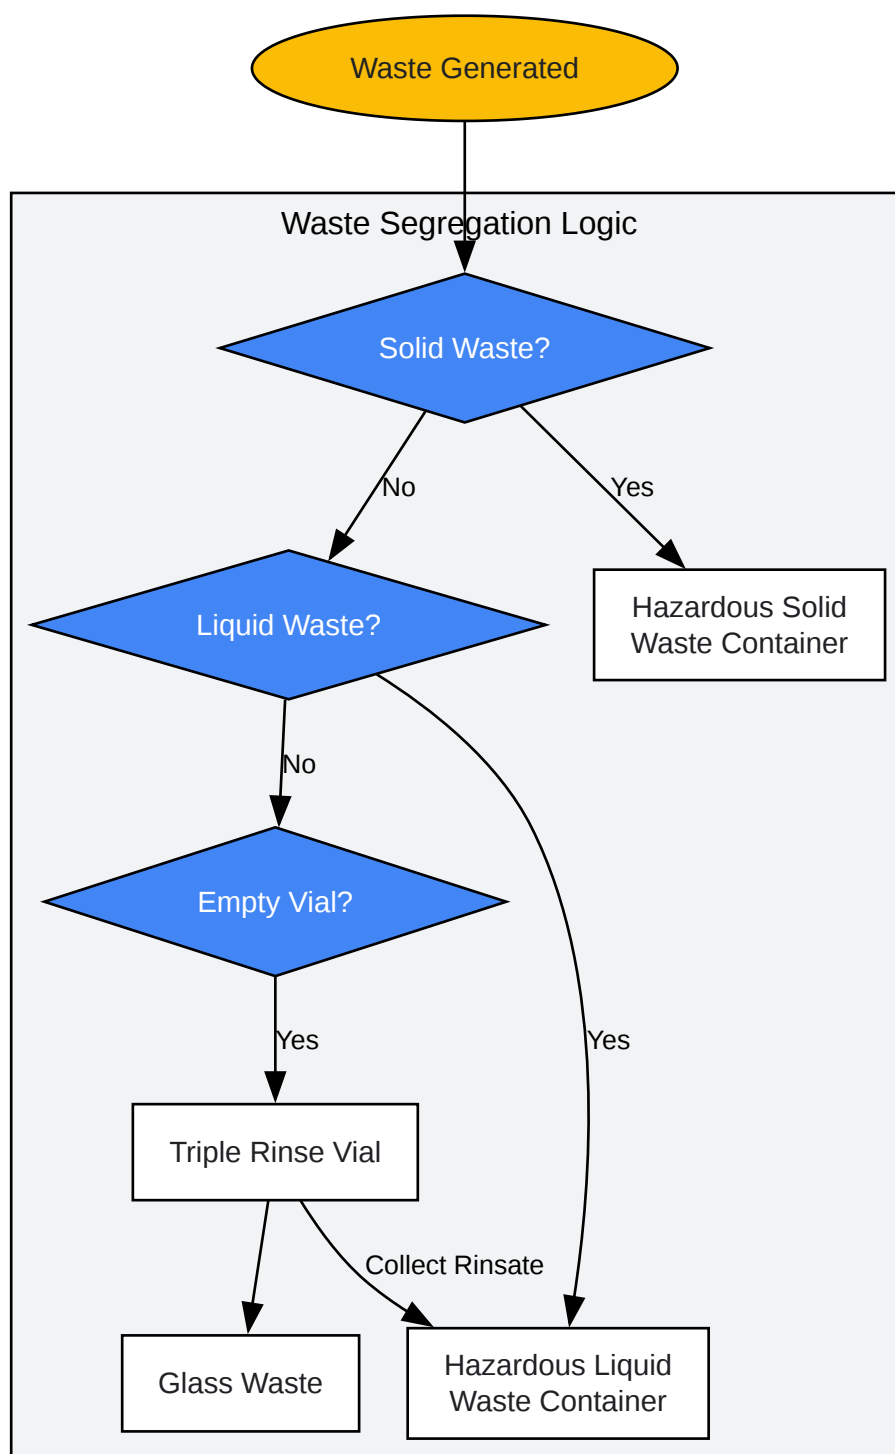 Waste Generated
Waste Segregation Logic
Solid Waste?
No
Yes
Hazardous Solid
Waste Container
Liquid Waste?
No
Empty Vial?
Yes
Yes
Triple Rinse Vial
Collect Rinsate
Glass Waste
Hazardous Liquid
Waste Container